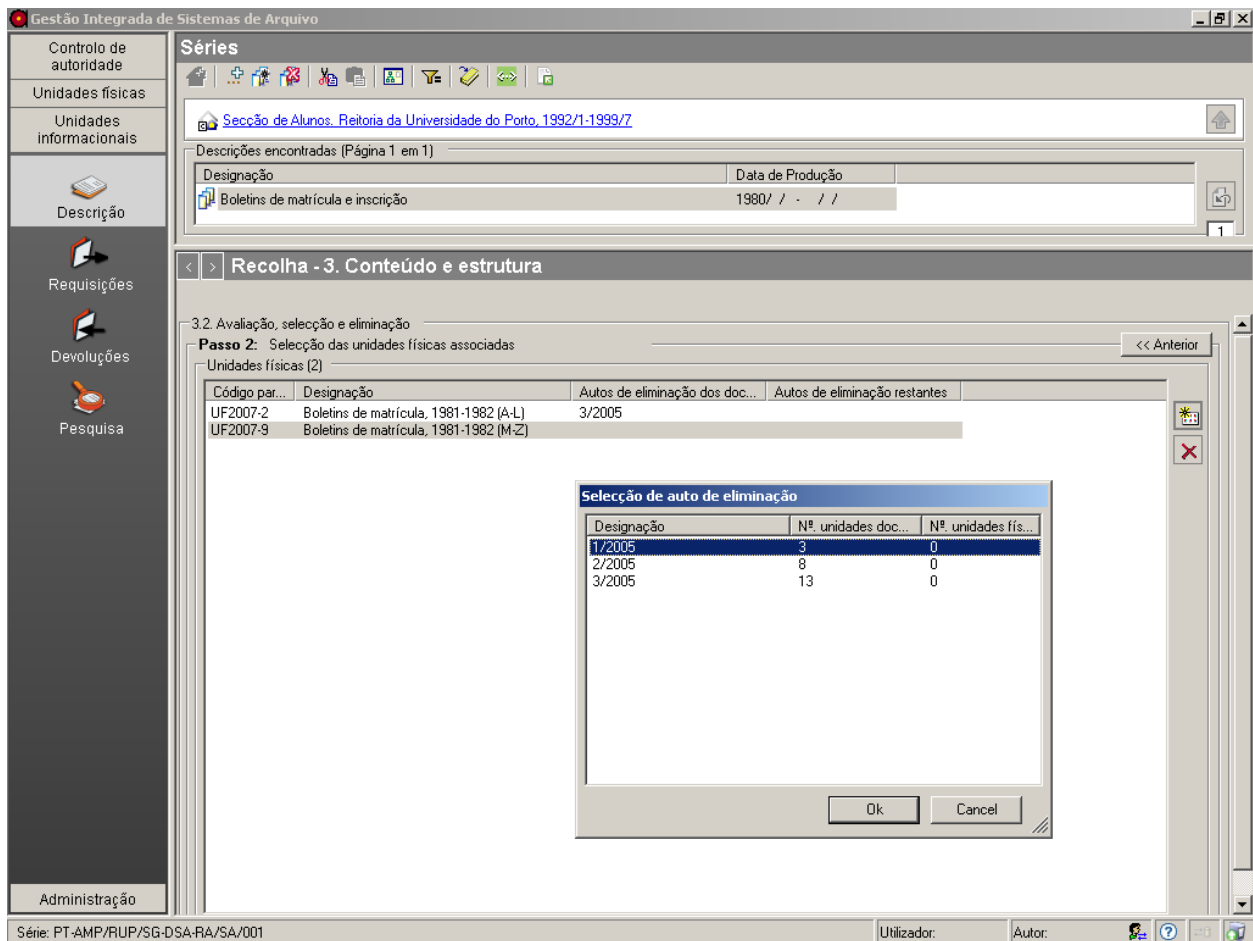 Gestão Integrada de Sistemas de Arquivo
Controlo de
autoridade
Unidades físicas
Unidades
informacionais
Descrição
Requisições
Devoluções
Pesquisa
Administração
Séries
Secção de Alunos. Reitoria da Universidade do Porto, 1992/1-1999/7
Descrições encontradas (Página 1 em 1)
Designação Data de Produção
Boletins de matrícula e inscrição 1980/ / - / /
1
< > Recolha - 3. Conteúdo e estrutura
3.2. Avaliação, selecção e eliminação
Passo 2: Selecção das unidades físicas associadas << Anterior
Unidades físicas (2)
Código par... Designação Autos de eliminação dos doc... Autos de eliminação restantes
UF2007-2 Boletins de matrícula, 1981-1982 (A-L) 3/2005
UF2007-9 Boletins de matrícula, 1981-1982 (M-Z)
Selecção de auto de eliminação
Designação Nº. unidades doc... Nº. unidades fís...
1/2005 3 0
2/2005 8 0
3/2005 13 0
Ok Cancel
Série: PT-AMP/RUP/SG-DSA-RA/SA/001 Utilizador: Autor: